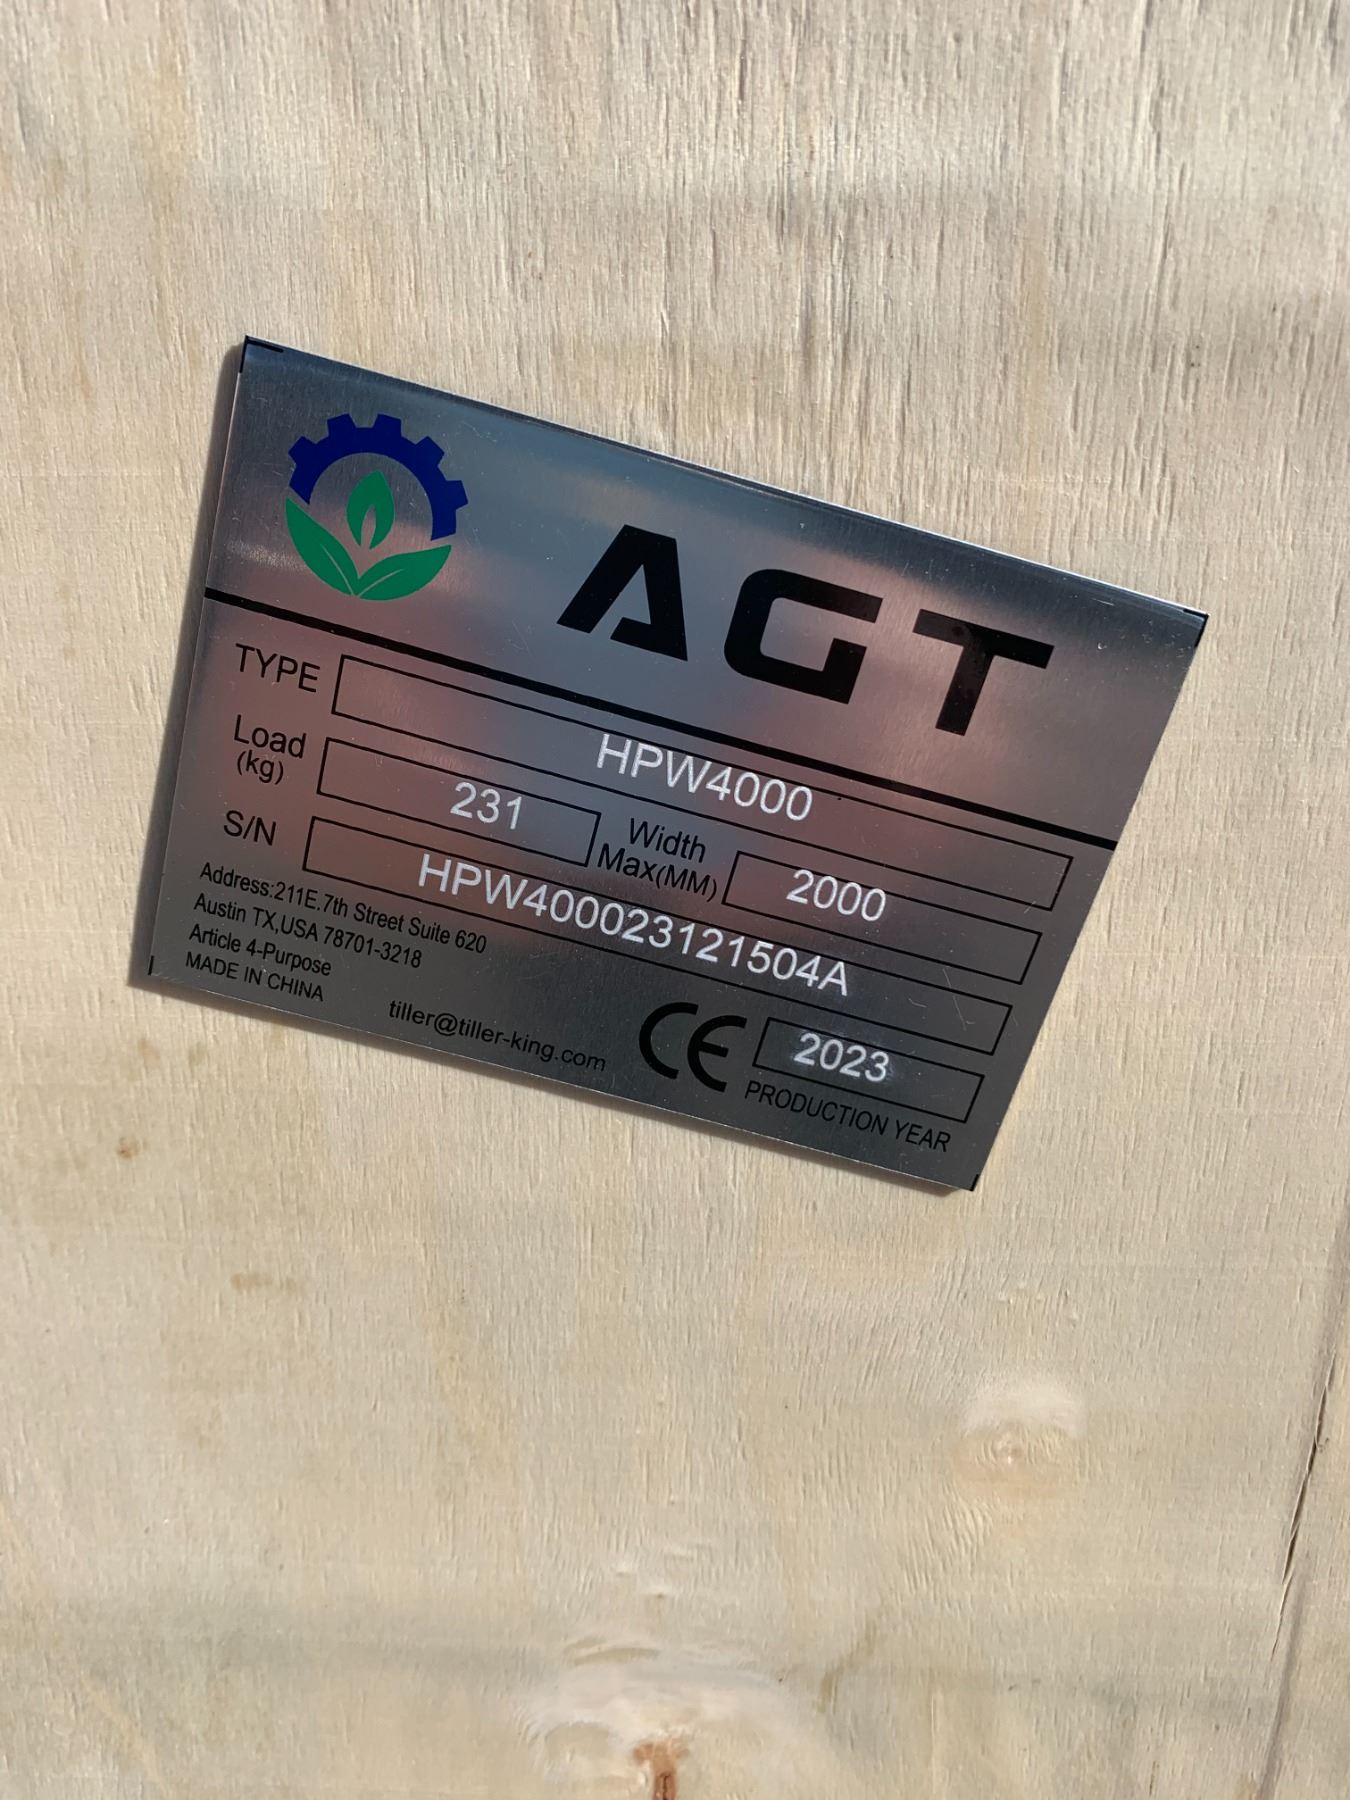 AGT
TYPE HPW4000
Load (kg) 231 Width Max(MM) 2000
S/N HPW400023121504A
Address:211E.7th Street Suite 620
Austin TX,USA 78701-3218
Article 4-Purpose
MADE IN CHINA
tiller@tiller-king.com
CE 2023
PRODUCTION YEAR